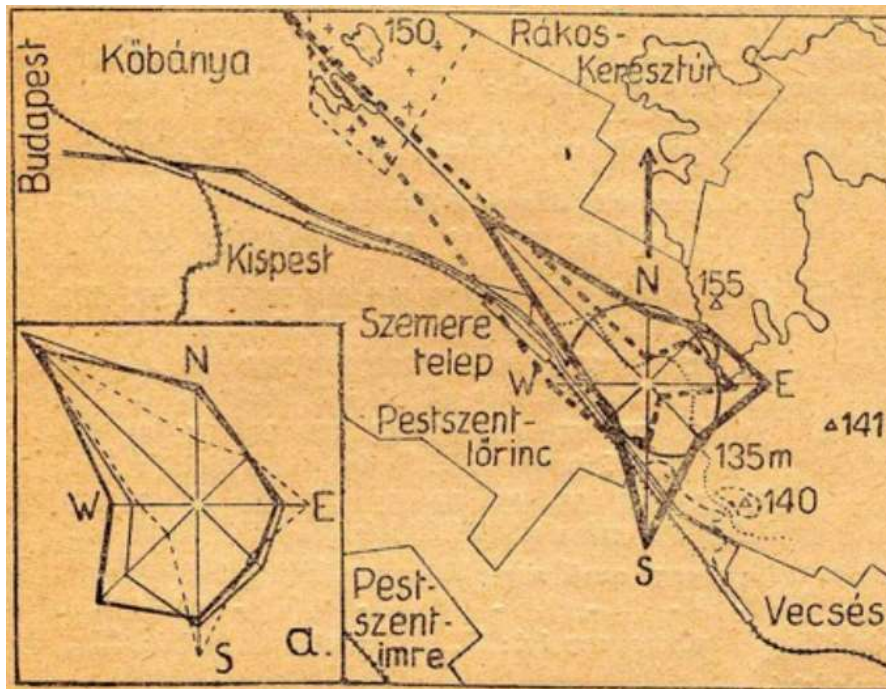 Kőbánya
150
Rákos-
Keresztúr
Budapest
Kispest
N
155
Szemere
telep
W
E
Pestszent-
lőrinc
141
135m
140
S
Vecsés
Pest-
szent-
imre
N
W
E
S
a.